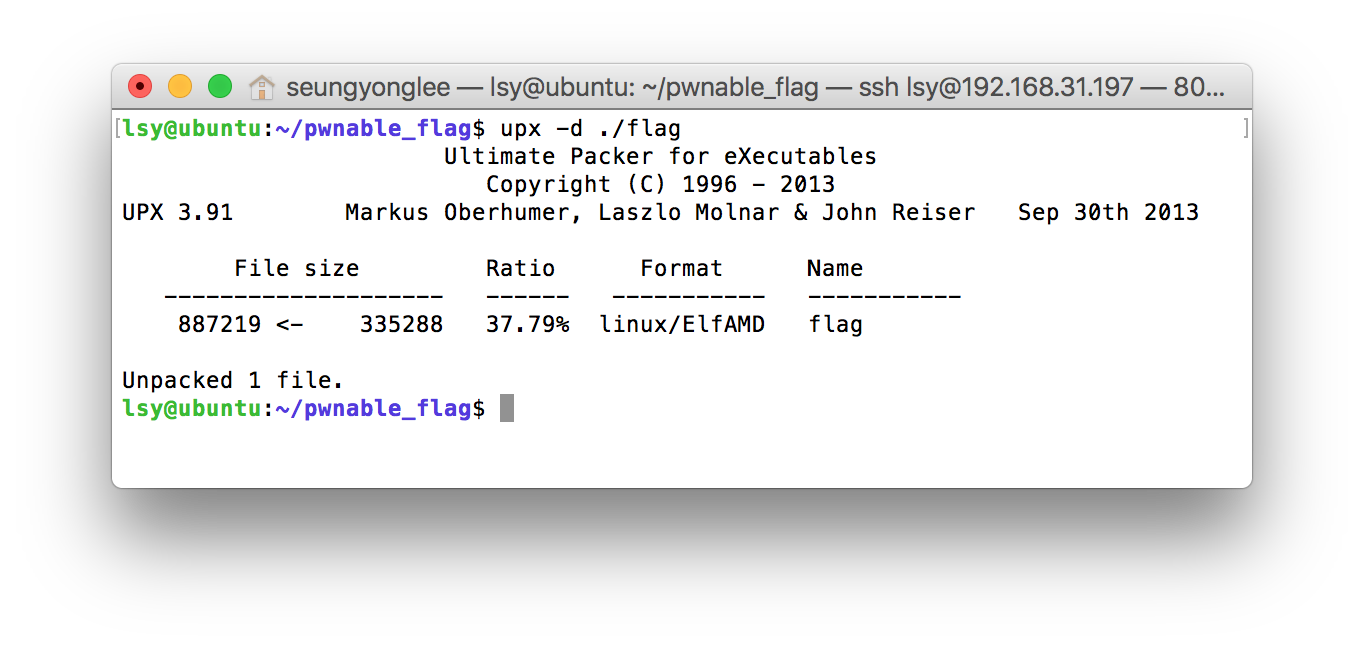 seungyonglee — lsy@ubuntu: ~/pwnable_flag — ssh lsy@192.168.31.197 — 80...
[lsy@ubuntu:~/pwnable_flag$ upx -d ./flag ]
Ultimate Packer for eXecutables
Copyright (C) 1996 - 2013
UPX 3.91 Markus Oberhumer, Laszlo Molnar & John Reiser Sep 30th 2013
File size Ratio Format Name
-------------------- ------ ----------- -----------
887219 <- 335288 37.79% linux/ElfAMD flag
Unpacked 1 file.
lsy@ubuntu:~/pwnable_flag$